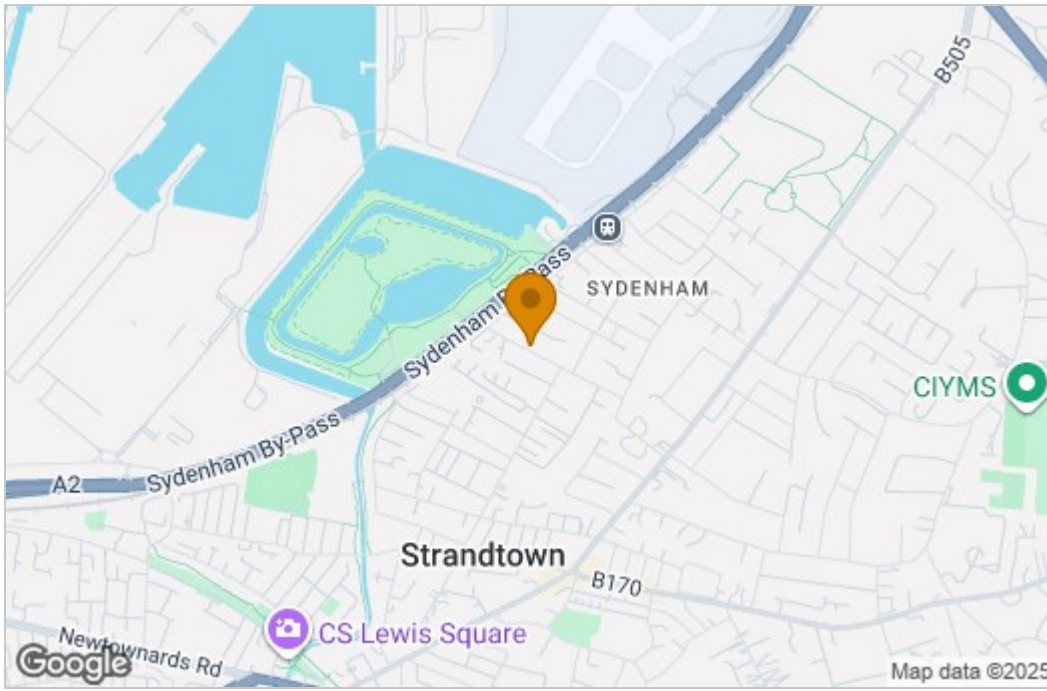 B505
SYDENHAM
Sydenham By-Pass
CIYMS
Sydenham By-Pass
A2
Strandtown
B170
CS Lewis Square
Newtownards Rd
Google
Map data ©2025